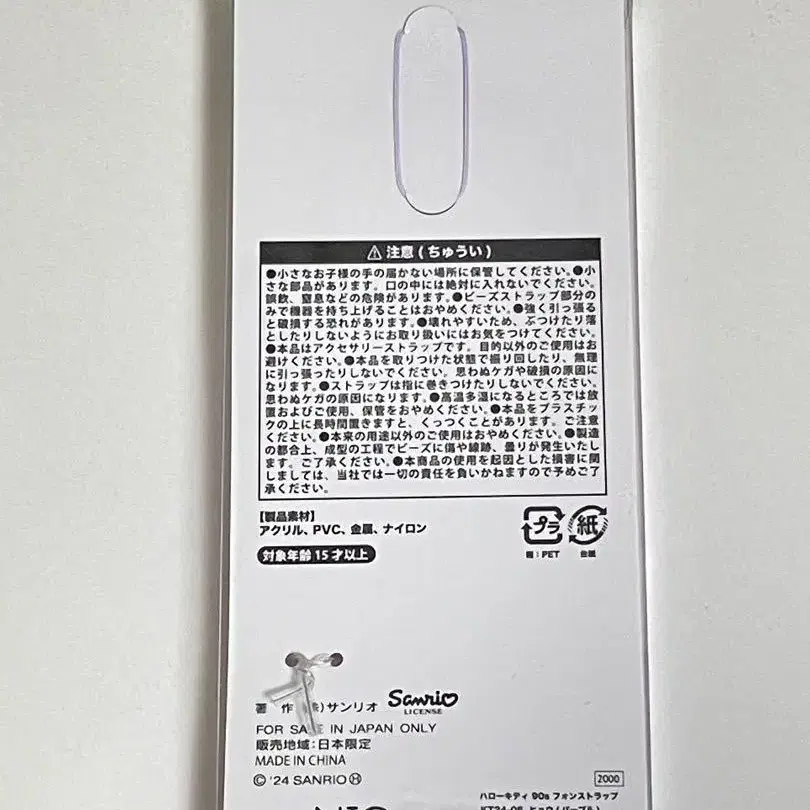 ⚠ 注意 ( ちゅうい )
●小さなお子様の手の届かない場所に保管してください。●小
さな部品があります。口の中には絶対に入れないでください。
誤飲、窒息などの危険があります。●ビーズストラップ部分の
みで機器を持ち上げることはおやめください。●強く引っ張る
と破損する恐れがあります。●壊れやすいため、ぶつけたり落
としたりしないようにお取り扱いにはお気をつけてください。
●本品はアクセサリーストラップです。目的以外のご使用はお
避けください。●本品を取りつけた状態で振り回したり、無理
に引っ張ったりしないでください。思わぬケガや破損の原因に
なります。●ストラップは指に巻きつけたりしないでください。
思わぬケガの原因になります。●高温多湿になるところでは放
置およびご使用、保管をおやめください。●本品をプラスチッ
クの上に長時間置きますと、くっつくことがあります。ご注意
ください。●本来の用途以外のご使用はおやめください。●製造
の都合上、成型の工程でビーズに傷や線跡、曇りが発生いたし
ます。ご了承ください。●本商品の使用を起因とした損害に関
しましては、当社では一切の責任を負いかねますので予めご了
承ください。
【製品素材】
アクリル、PVC、金属、ナイロン
対象年齢 15 才以上
プラ 紙
: PET 台紙
著 作 )サンリオ Sanrio
LICENSE
FOR SALE IN JAPAN ONLY
販売地域:日本限定
MADE IN CHINA
© '24 SANRIO Ⓗ 2000
ハローキティ 90s フォンストラップ